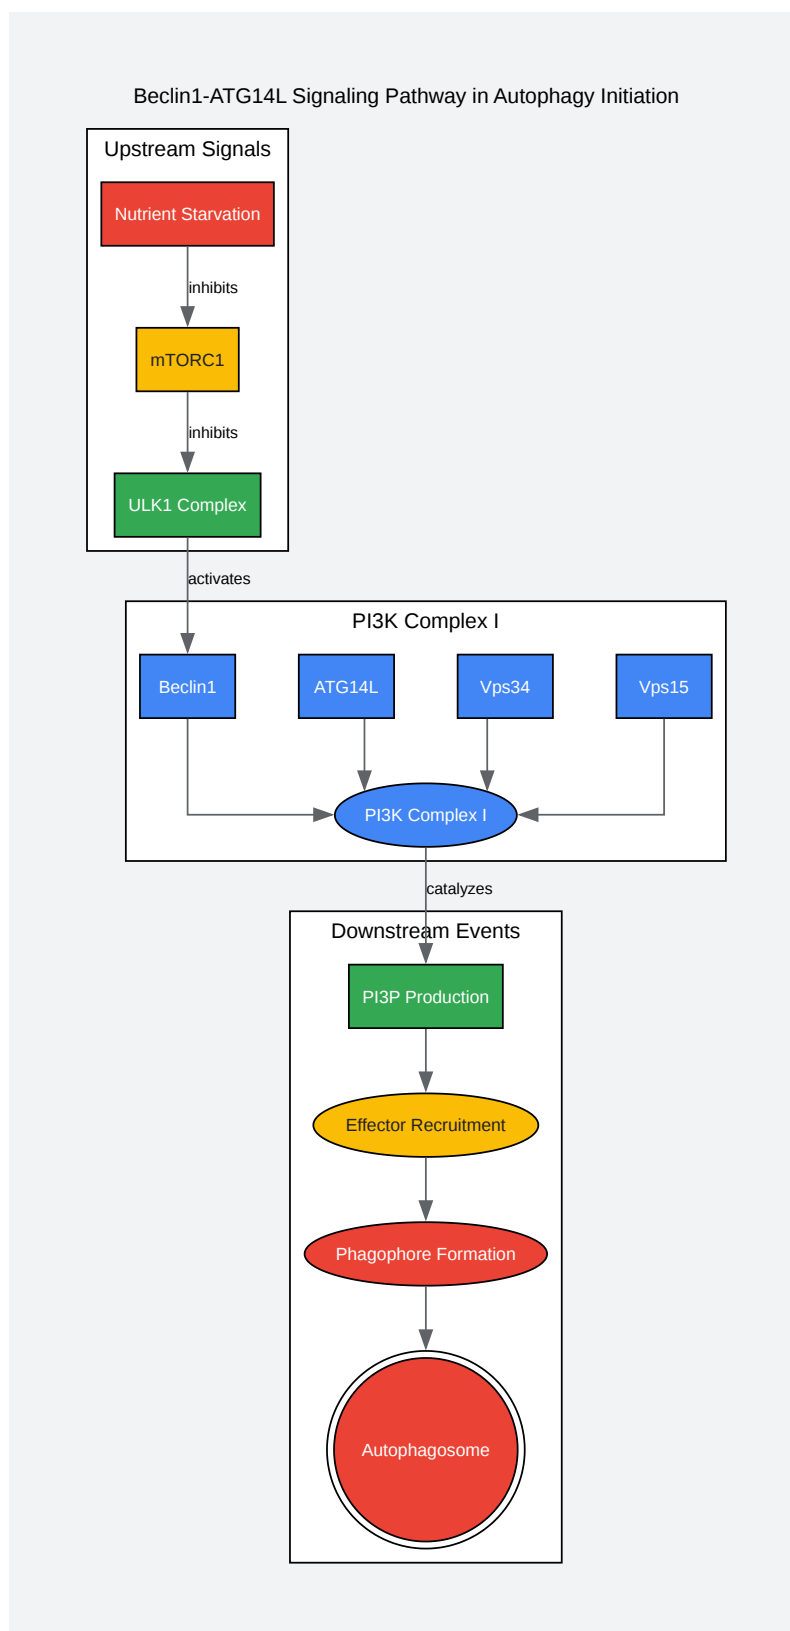 Beclin1-ATG14L Signaling Pathway in Autophagy Initiation
Upstream Signals
Nutrient Starvation
inhibits
mTORC1
inhibits
ULK1 Complex
activates
PI3K Complex I
Beclin1
ATG14L
Vps34
Vps15
PI3K Complex I
catalyzes
Downstream Events
PI3P Production
Effector Recruitment
Phagophore Formation
Autophagosome